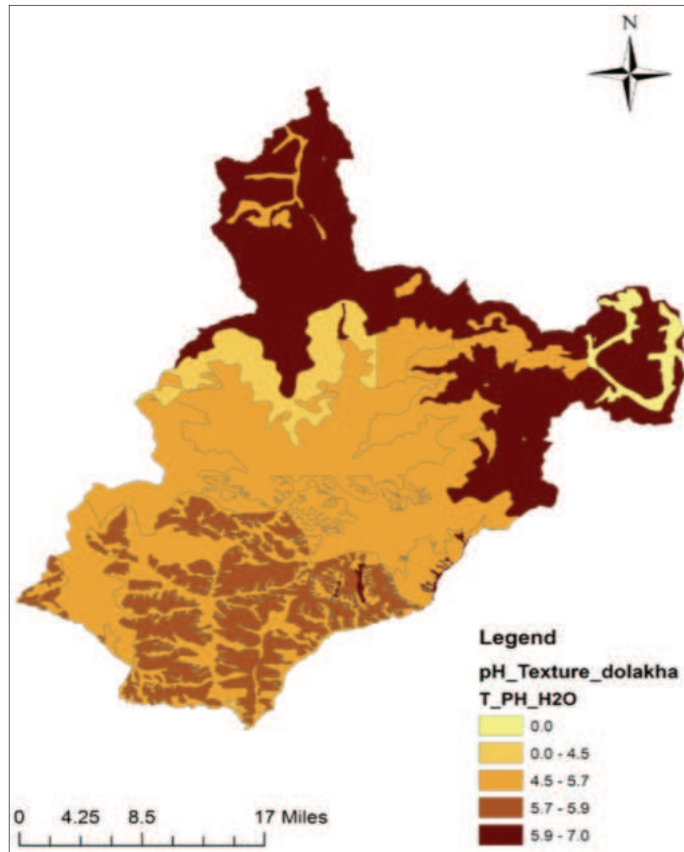 N
Legend
pH_Texture_dolakha
T_PH_H2O
0.0
0.0 - 4.5
4.5 - 5.7
5.7 - 5.9
5.9 - 7.0
0 4.25 8.5 17 Miles